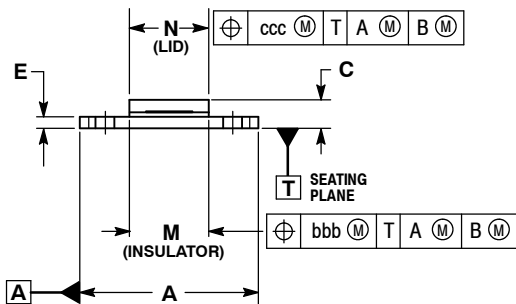 N
(LID)
⌖ ccc Ⓜ T A Ⓜ B Ⓜ
E
C
T
SEATING
PLANE
M
(INSULATOR)
⌖ bbb Ⓜ T A Ⓜ B Ⓜ
A
A